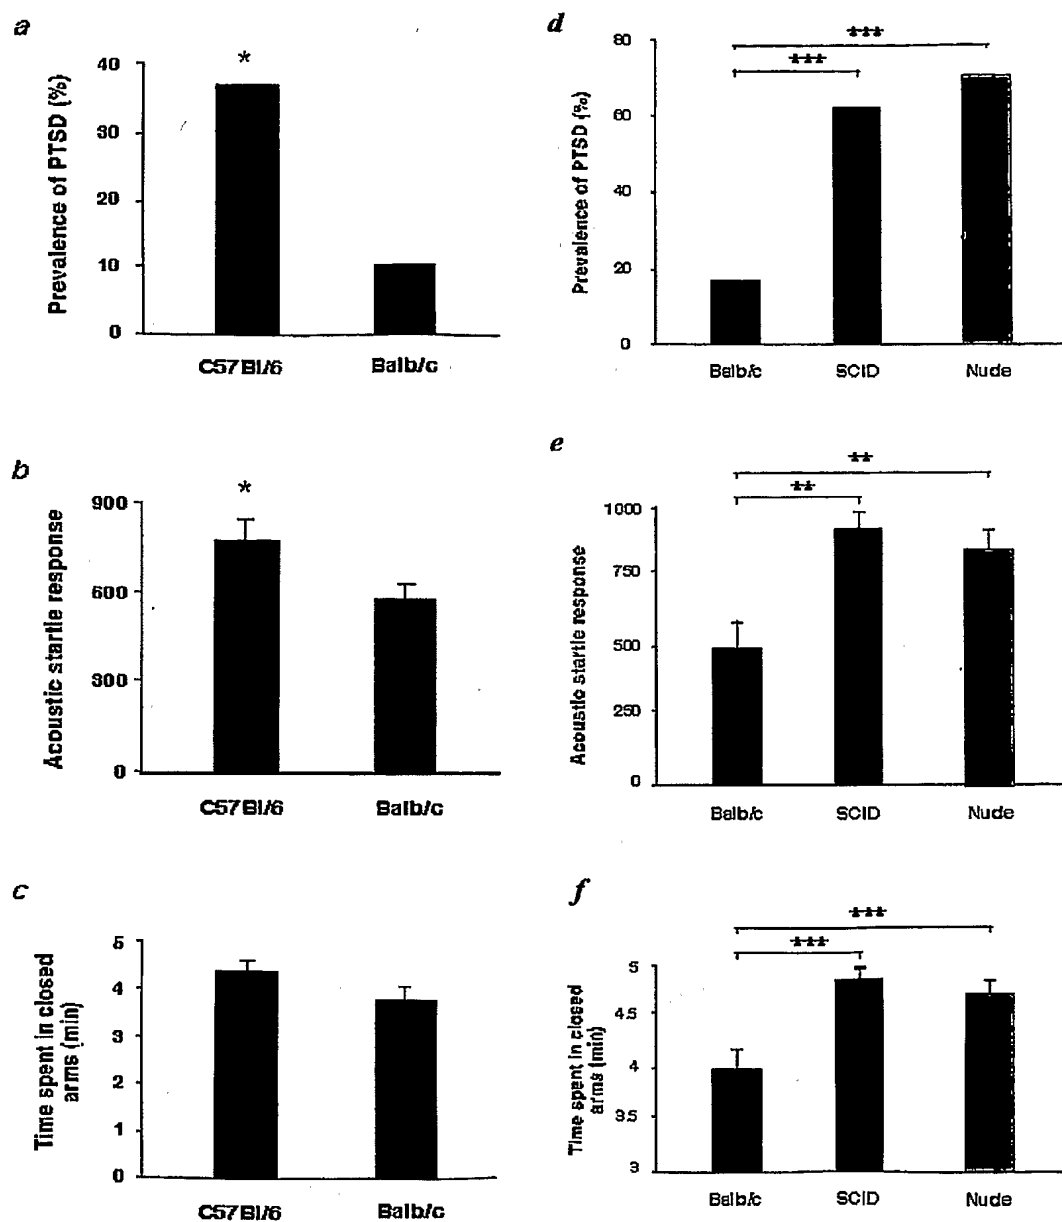 a
*
Prevalence of PTSD (%)
40
30
20
10
0
C57Bl/6
Balb/c
b
*
Acoustic startle response
900
600
300
0
C57Bl/6
Balb/c
c
Time spent in closed
arms (min)
5
4
3
2
1
0
C57Bl/6
Balb/c
d
***
***
Prevalence of PTSD (%)
80
60
40
20
0
Balb/c
SCID
Nude
e
**
**
Acoustic startle response
1000
750
500
250
0
Balb/c
SCID
Nude
f
***
***
Time spent in closed
arms (min)
5
4.5
4
3.5
3
Balb/c
SCID
Nude